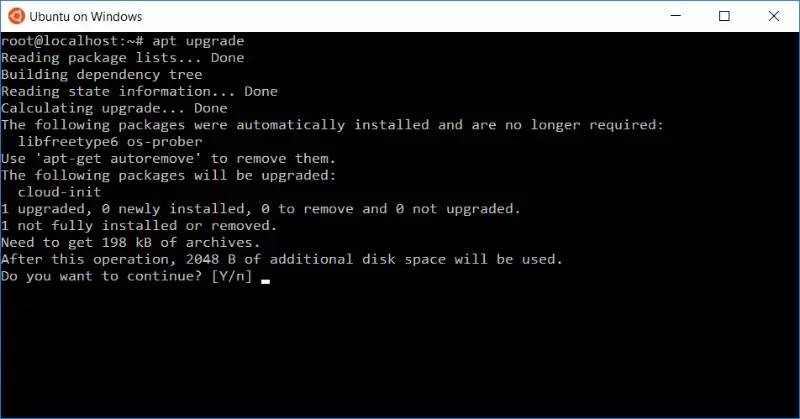 Ubuntu on Windows
root@localhost:~# apt upgrade
Reading package lists... Done
Building dependency tree
Reading state information... Done
Calculating upgrade... Done
The following packages were automatically installed and are no longer required:
  libfreetype6 os-prober
Use 'apt-get autoremove' to remove them.
The following packages will be upgraded:
  cloud-init
1 upgraded, 0 newly installed, 0 to remove and 0 not upgraded.
1 not fully installed or removed.
Need to get 198 kB of archives.
After this operation, 2048 B of additional disk space will be used.
Do you want to continue? [Y/n]